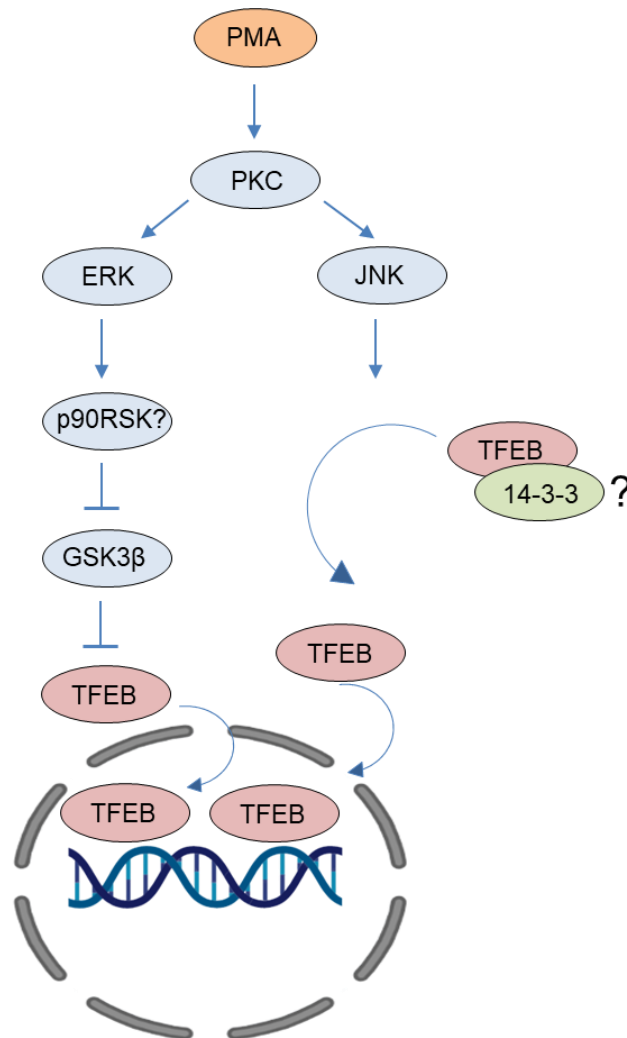 PMA
PKC
ERK
JNK
p90RSK?
TFEB
14-3-3
?
GSK3β
TFEB
TFEB
TFEB
TFEB